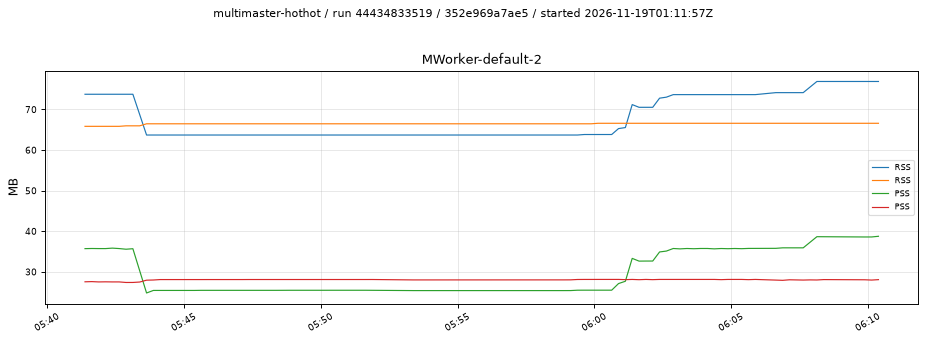 multimaster-hothot / run 44434833519 / 352e969a7ae5 / started 2026-11-19T01:11:57Z
MWorker-default-2
MB
70
60
50
40
30
RSS
RSS
PSS
PSS
05:40
05:45
05:50
05:55
06:00
06:05
06:10